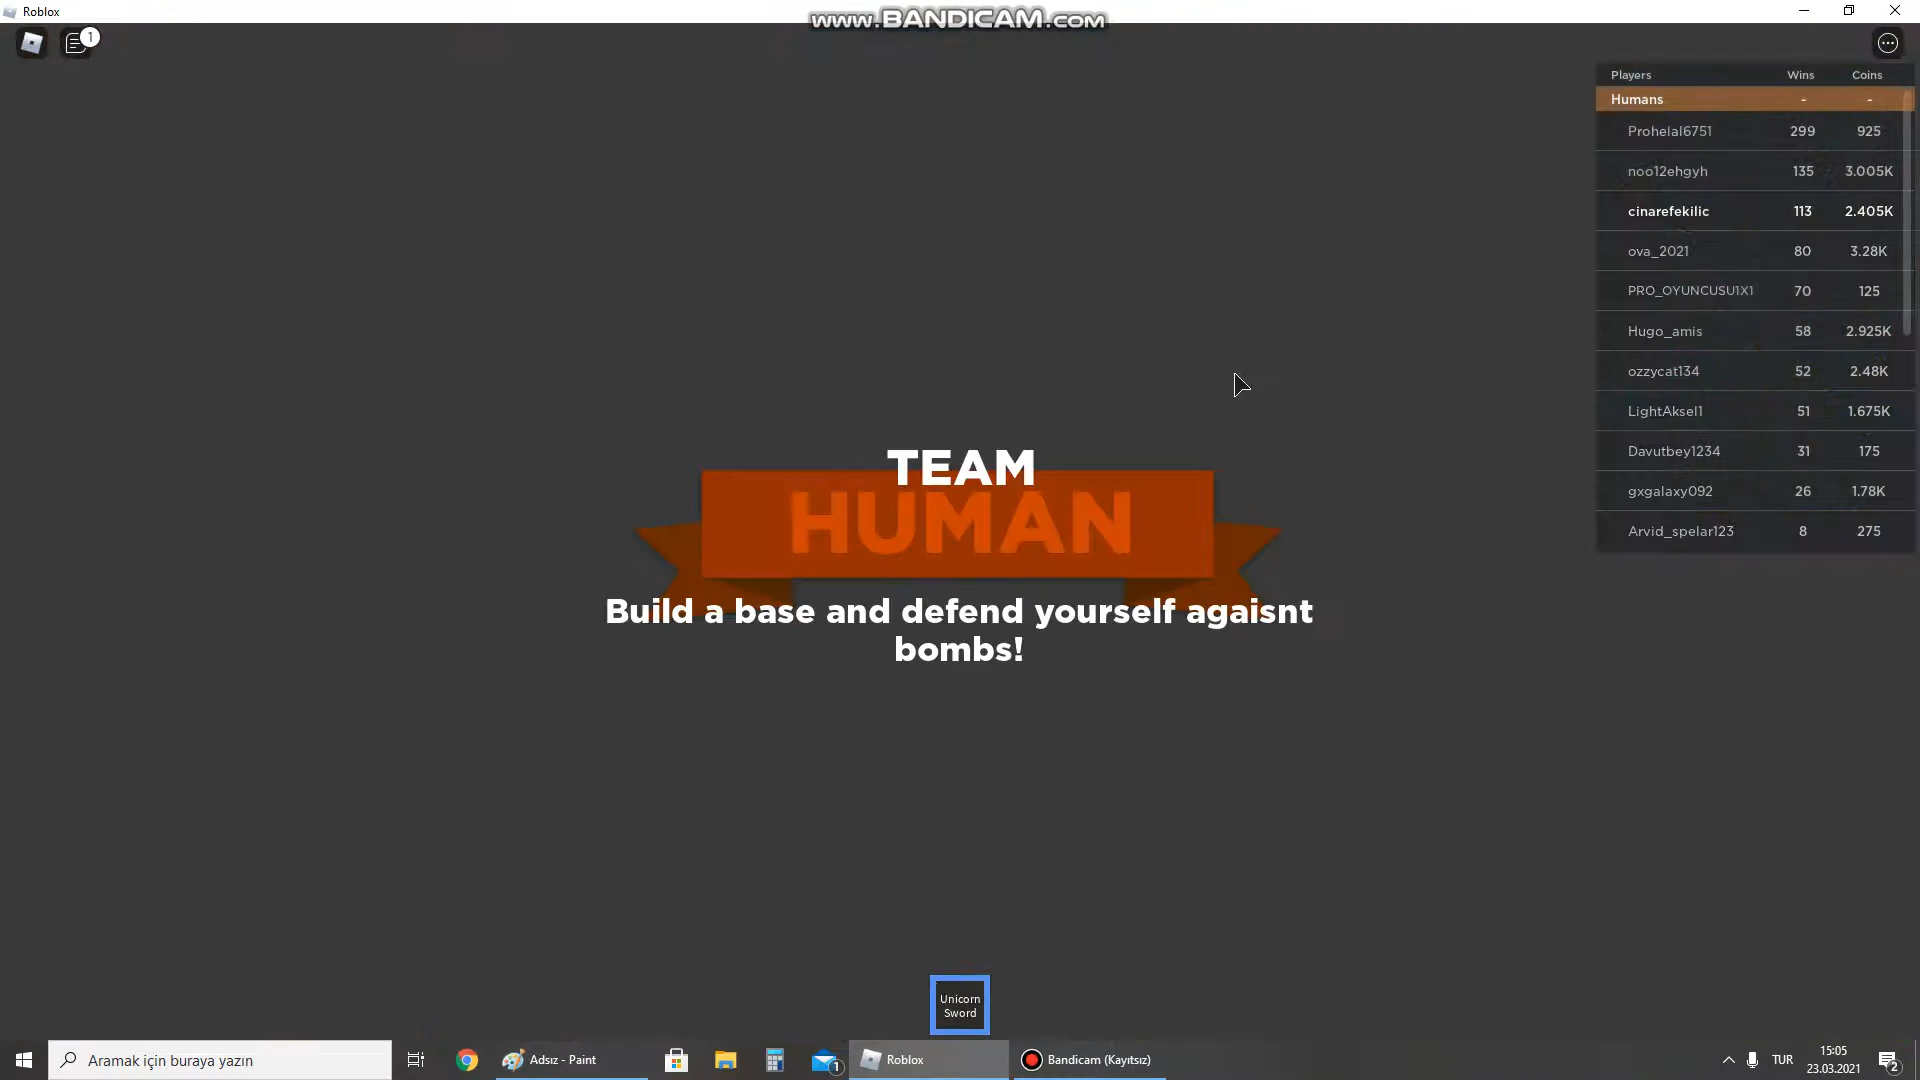 Roblox
www.BANDICAM.com
1
Players Wins Coins
Humans - -
Prohelal6751 299 925
noo12ehgyh 135 3.005K
cinarefekilic 113 2.405K
ova_2021 80 3.28K
PRO_OYUNCUSU1X1 70 125
Hugo_amis 58 2.925K
ozzycat134 52 2.48K
LightAksel1 51 1.675K
Davutbey1234 31 175
gxgalaxy092 26 1.78K
Arvid_spelar123 8 275
TEAM
HUMAN
Build a base and defend yourself agaisnt
bombs!
Unicorn
Sword
Aramak için buraya yazın
Adsız - Paint
1
Roblox
Bandicam (Kayıtsız)
TUR
15:05
23.03.2021
2